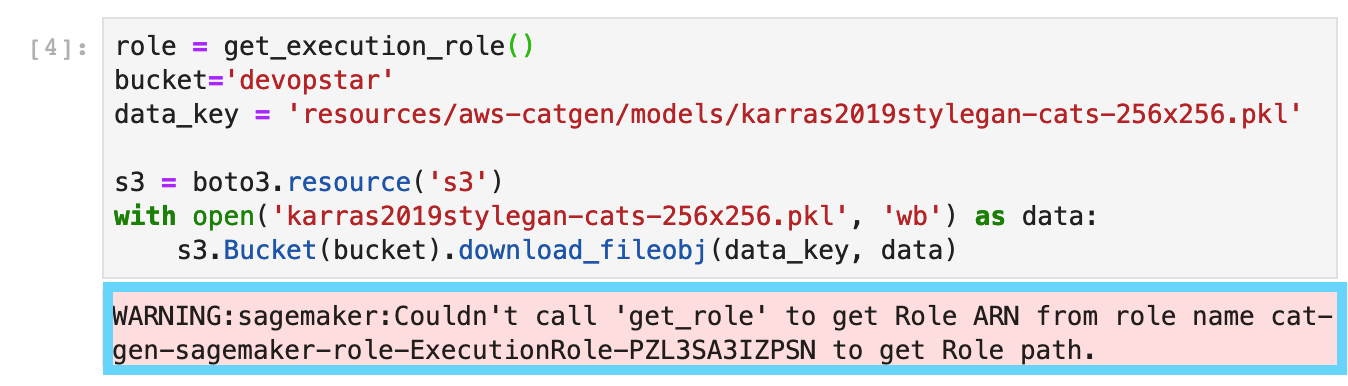 [4]: role = get_execution_role()
bucket='devopstar'
data_key = 'resources/aws-catgen/models/karras2019stylegan-cats-256x256.pkl'
s3 = boto3.resource('s3')
with open('karras2019stylegan-cats-256x256.pkl', 'wb') as data:
    s3.Bucket(bucket).download_fileobj(data_key, data)
WARNING:sagemaker:Couldn't call 'get_role' to get Role ARN from role name cat-
gen-sagemaker-role-ExecutionRole-PZL3SA3IZPSN to get Role path.